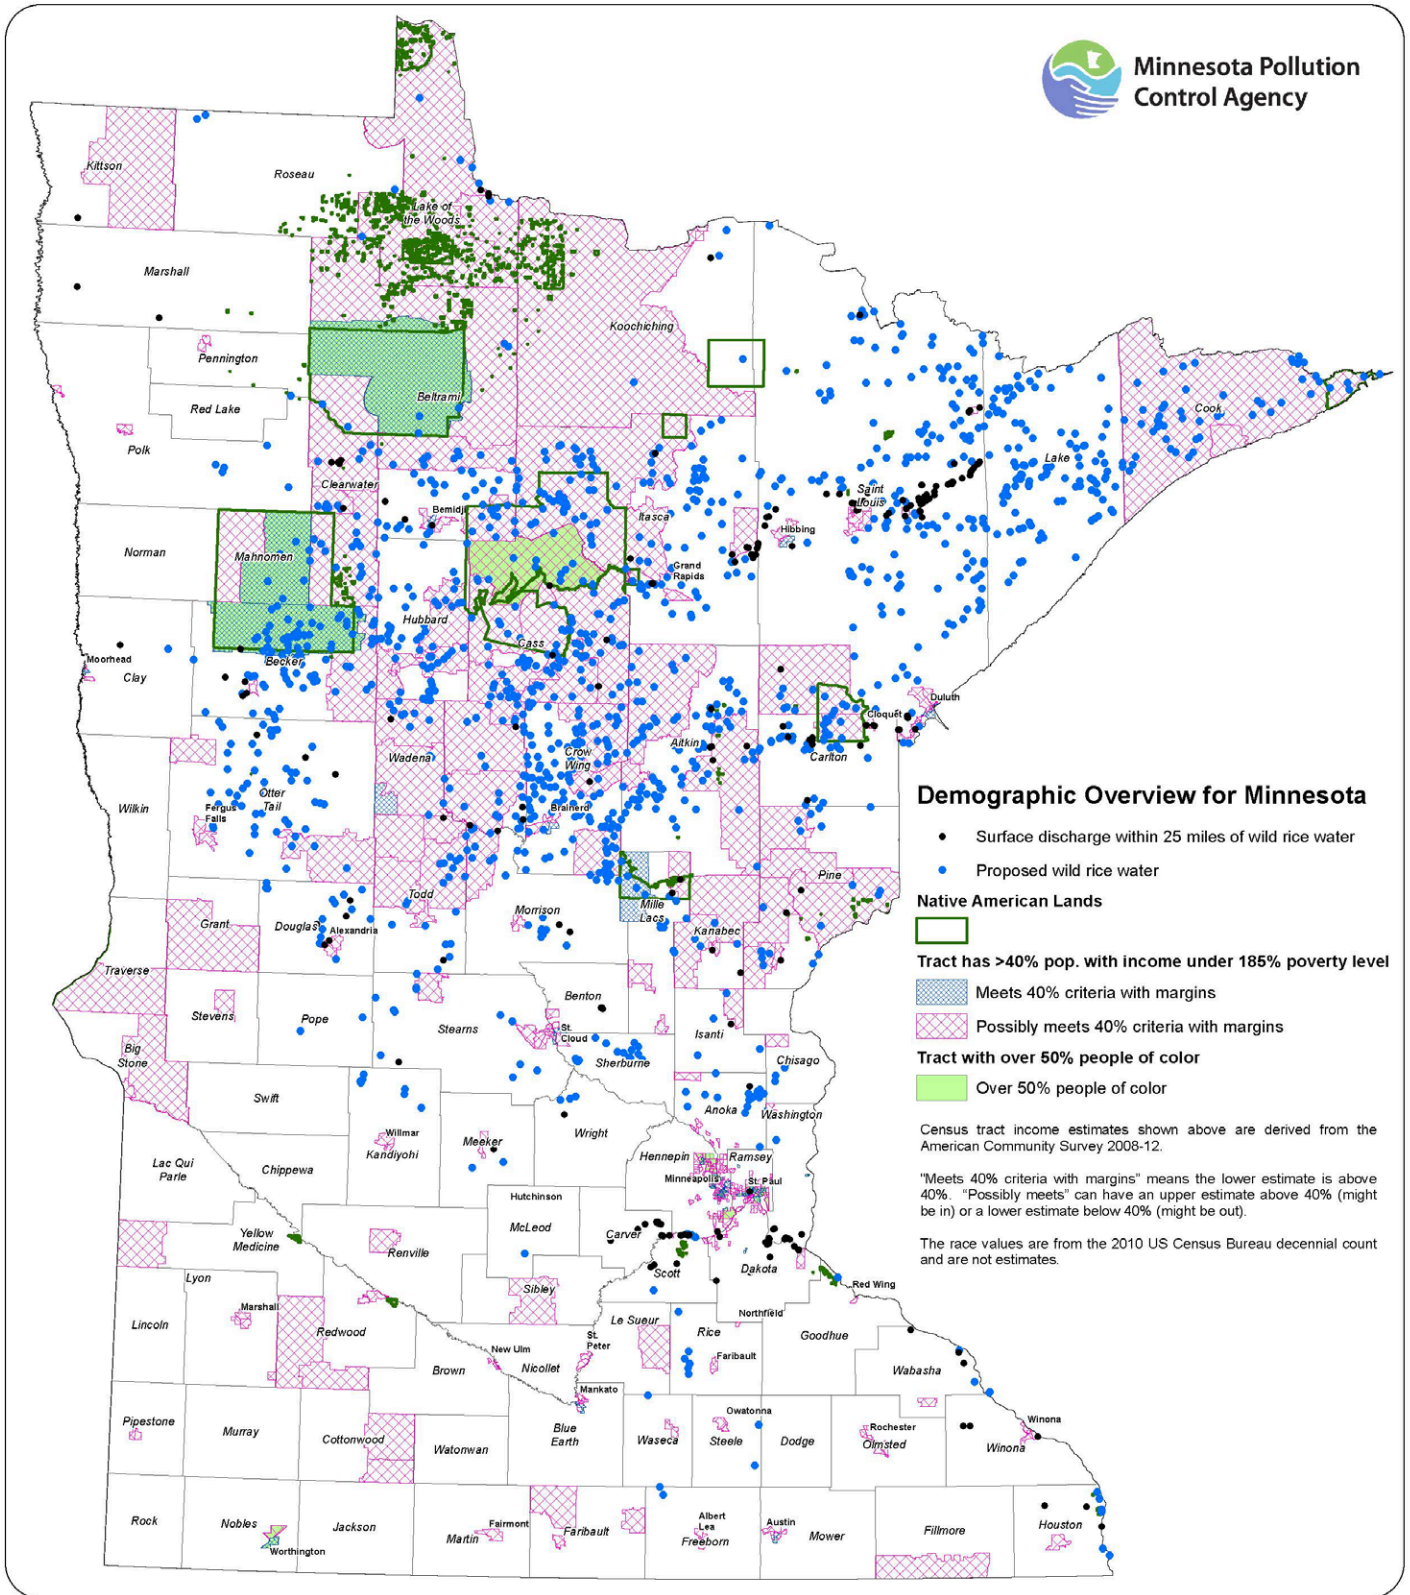 Minnesota Pollution
Control Agency
Kittson
Roseau
Lake of
the Woods
Marshall
Koochiching
Pennington
Beltrami
Red Lake
Cook
Polk
Lake
Clearwater
Saint
Louis
Bemidji
Itasca
Hibbing
Norman
Mahnomen
Grand
Rapids
Hubbard
Cass
Moorhead
Becker
Clay
Duluth
Cloquet
Aitkin
Crow
Wing
Wadena
Carlton
Otter
Tail
Wilkin
Fergus
Falls
Brainerd
Demographic Overview for Minnesota
Surface discharge within 25 miles of wild rice water
Proposed wild rice water
Native American Lands
Tract has >40% pop. with income under 185% poverty level
Meets 40% criteria with margins
Possibly meets 40% criteria with margins
Tract with over 50% people of color
Over 50% people of color
Census tract income estimates shown above are derived from the
American Community Survey 2008-12.
"Meets 40% criteria with margins" means the lower estimate is above
40%. “Possibly meets” can have an upper estimate above 40% (might
be in) or a lower estimate below 40% (might be out).
The race values are from the 2010 US Census Bureau decennial count
and are not estimates.
Pine
Todd
Mille
Lacs
Morrison
Grant
Douglas
Alexandria
Kanabec
Traverse
Benton
Stevens
Pope
Stearns
St.
Cloud
Isanti
Big
Stone
Sherburne
Chisago
Swift
Anoka
Washington
Wright
Willmar
Kandiyohi
Meeker
Hennepin
Ramsey
Lac Qui
Parle
Chippewa
Minneapolis
St. Paul
Hutchinson
McLeod
Carver
Yellow
Medicine
Renville
Scott
Dakota
Lyon
Sibley
Red Wing
Marshall
Le Sueur
Northfield
Lincoln
Redwood
St.
Peter
Rice
Goodhue
New Ulm
Nicollet
Faribault
Brown
Wabasha
Mankato
Pipestone
Murray
Cottonwood
Watonwan
Blue
Earth
Waseca
Owatonna
Steele
Dodge
Rochester
Olmsted
Winona
Winona
Rock
Nobles
Worthington
Jackson
Martin
Fairmont
Faribault
Albert
Lea
Freeborn
Austin
Mower
Fillmore
Houston